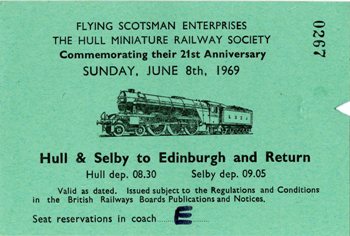 FLYING SCOTSMAN ENTERPRISES
THE HULL MINIATURE RAILWAY SOCIETY
Commemorating their 21st Anniversary
SUNDAY, JUNE 8th, 1969
0267
Hull & Selby to Edinburgh and Return
Hull dep. 08.30 Selby dep. 09.05
Valid as dated. Issued subject to the Regulations and Conditions
in the British Railways Boards Publications and Notices.
Seat reservations in coach E